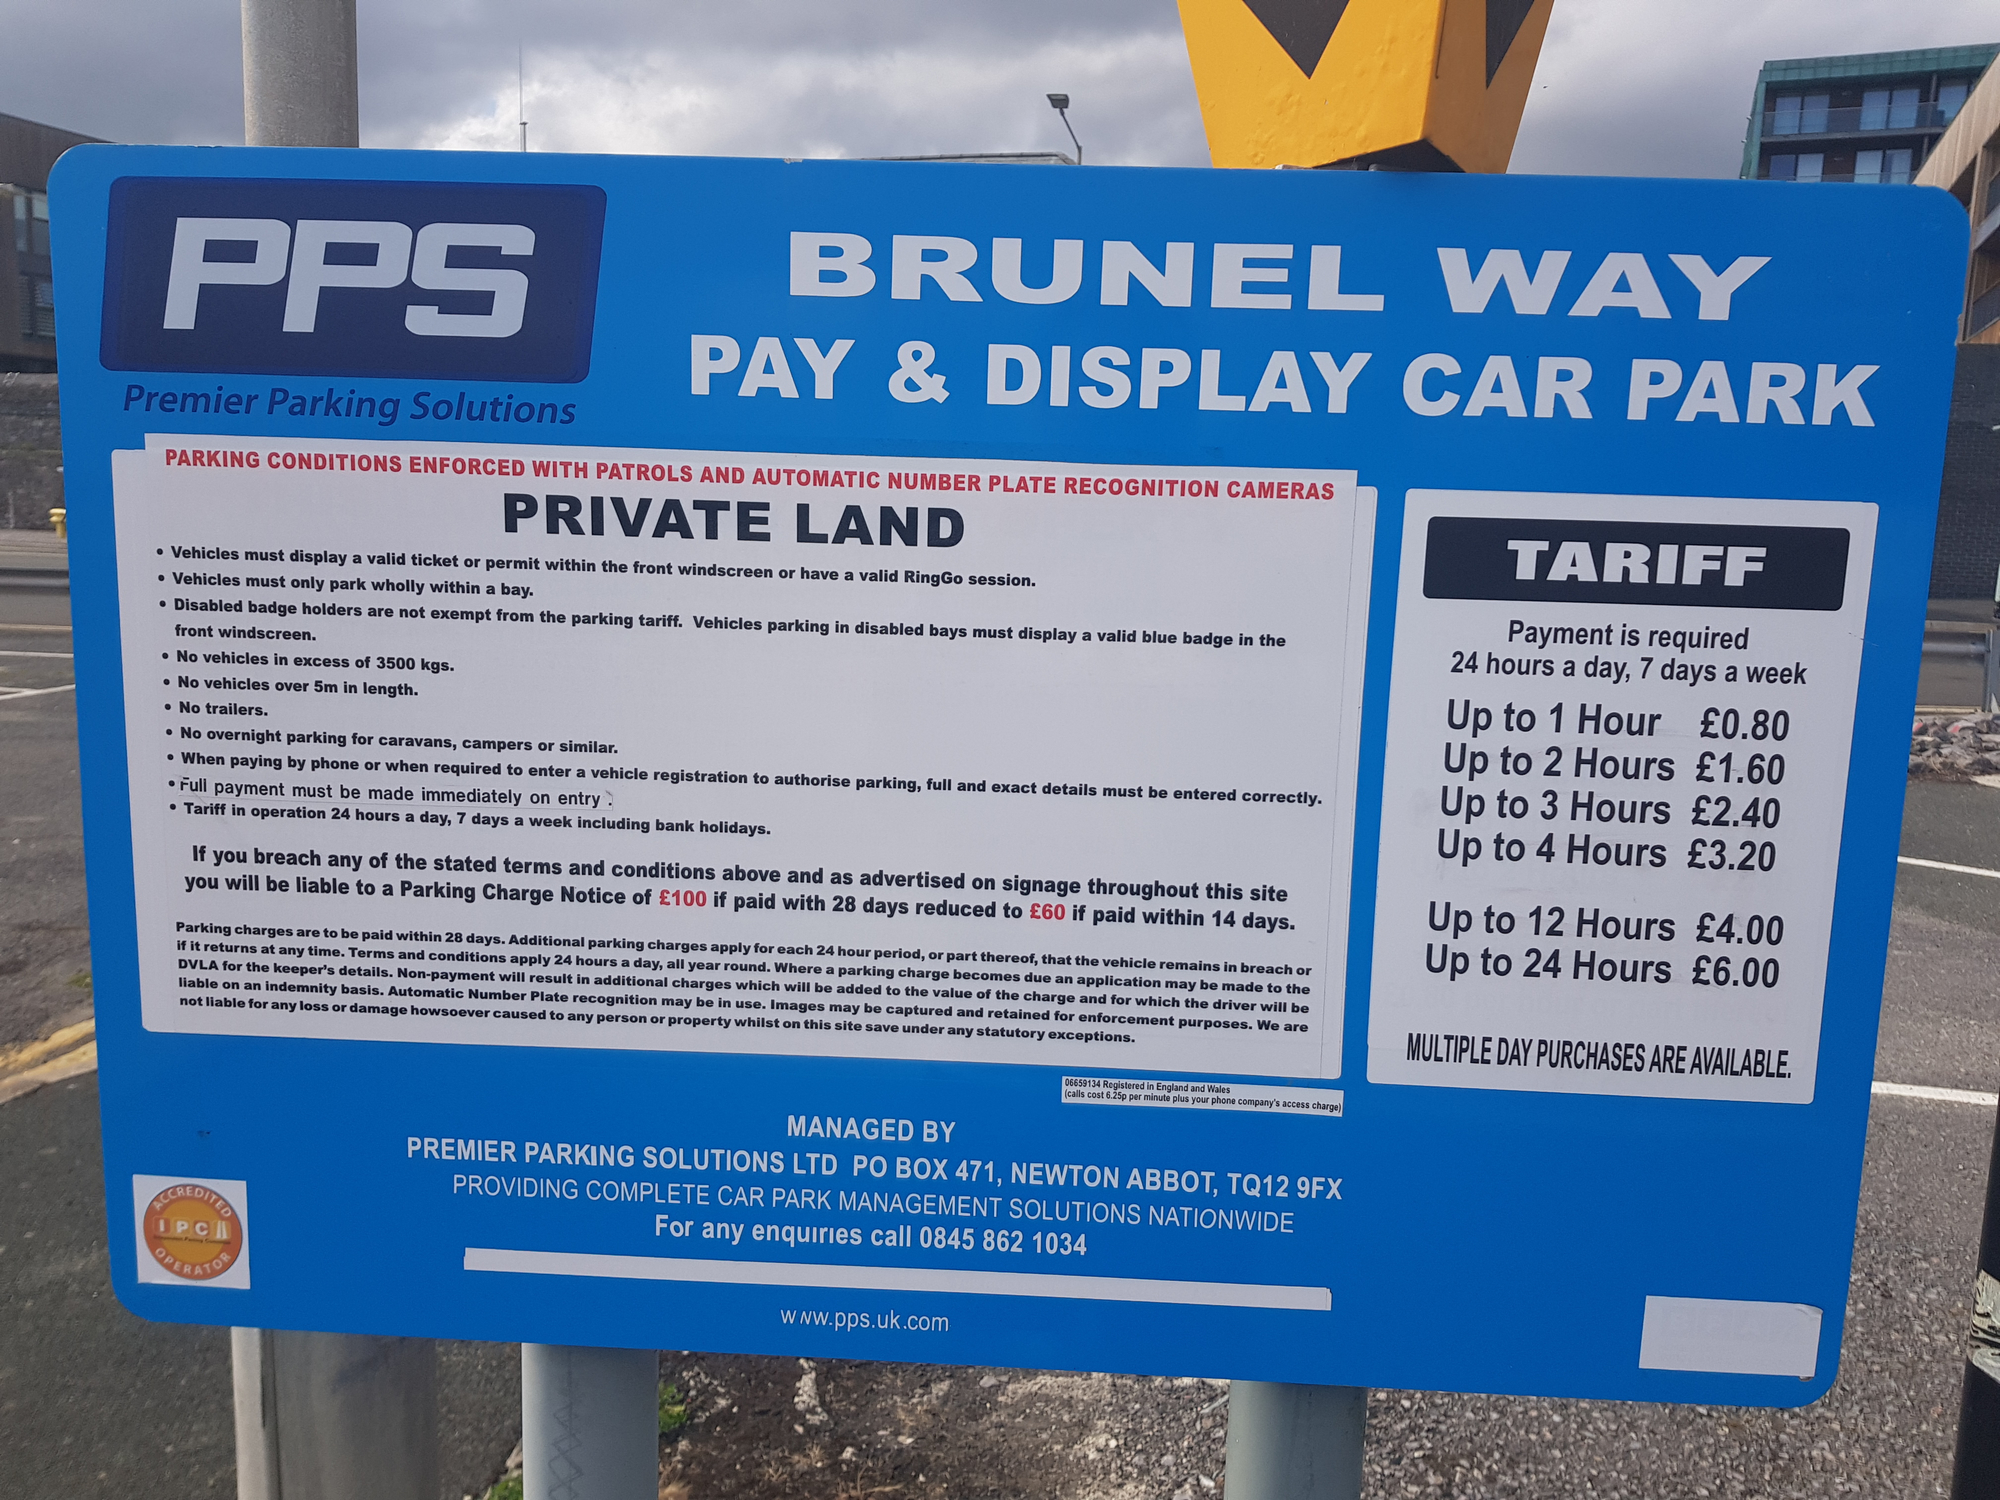 PPS
Premier Parking Solutions
BRUNEL WAY
PAY & DISPLAY CAR PARK
PARKING CONDITIONS ENFORCED WITH PATROLS AND AUTOMATIC NUMBER PLATE RECOGNITION CAMERAS
PRIVATE LAND
• Vehicles must display a valid ticket or permit within the front windscreen or have a valid RingGo session.
• Vehicles must only park wholly within a bay.
• Disabled badge holders are not exempt from the parking tariff. Vehicles parking in disabled bays must display a valid blue badge in the
front windscreen.
• No vehicles in excess of 3500 kgs.
• No vehicles over 5m in length.
• No trailers.
• No overnight parking for caravans, campers or similar.
• When paying by phone or when required to enter a vehicle registration to authorise parking, full and exact details must be entered correctly.
• Full payment must be made immediately on entry .
• Tariff in operation 24 hours a day, 7 days a week including bank holidays.
If you breach any of the stated terms and conditions above and as advertised on signage throughout this site
you will be liable to a Parking Charge Notice of £100 if paid with 28 days reduced to £60 if paid within 14 days.
Parking charges are to be paid within 28 days. Additional parking charges apply for each 24 hour period, or part thereof, that the vehicle remains in breach or
if it returns at any time. Terms and conditions apply 24 hours a day, all year round. Where a parking charge becomes due an application may be made to the
DVLA for the keeper's details. Non-payment will result in additional charges which will be added to the value of the charge and for which the driver will be
liable on an indemnity basis. Automatic Number Plate recognition may be in use. Images may be captured and retained for enforcement purposes. We are
not liable for any loss or damage howsoever caused to any person or property whilst on this site save under any statutory exceptions.
TARIFF
Payment is required
24 hours a day, 7 days a week
Up to 1 Hour £0.80
Up to 2 Hours £1.60
Up to 3 Hours £2.40
Up to 4 Hours £3.20
Up to 12 Hours £4.00
Up to 24 Hours £6.00
MULTIPLE DAY PURCHASES ARE AVAILABLE.
06659134 Registered in England and Wales
(calls cost 6.25p per minute plus your phone company's access charge)
MANAGED BY
PREMIER PARKING SOLUTIONS LTD PO BOX 471, NEWTON ABBOT, TQ12 9FX
PROVIDING COMPLETE CAR PARK MANAGEMENT SOLUTIONS NATIONWIDE
For any enquiries call 0845 862 1034
www.pps.uk.com
ACCREDITED
IPC
OPERATOR